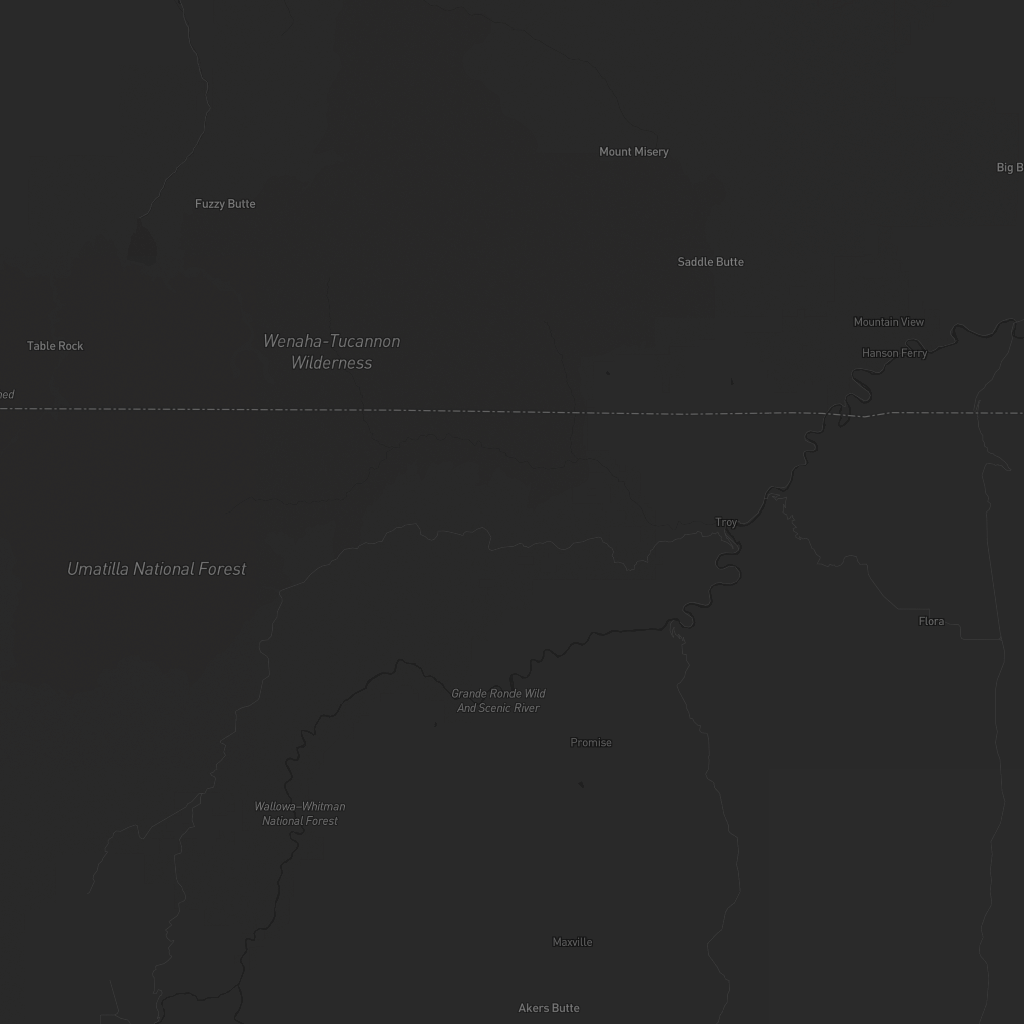 Mount Misery
Big B
Fuzzy Butte
Saddle Butte
Mountain View
Table Rock
Wenaha-Tucannon
Wilderness
Hanson Ferry
ned
Troy
Umatilla National Forest
Flora
Grande Ronde Wild
And Scenic River
Promise
Wallowa–Whitman
National Forest
Maxville
Akers Butte